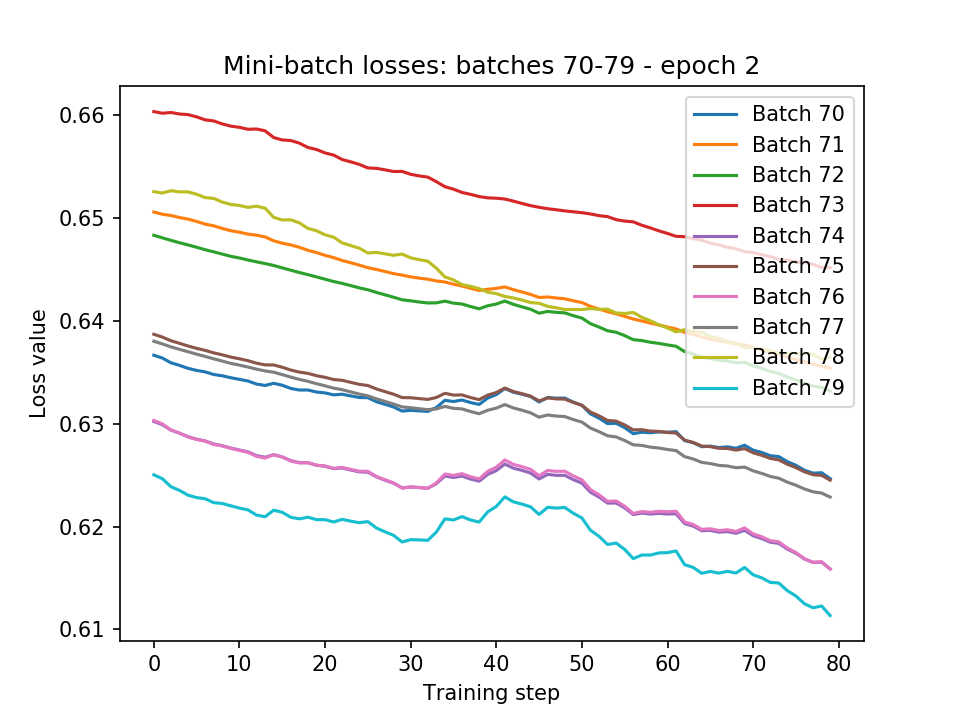 Mini-batch losses: batches 70-79 - epoch 2
Loss value
0.66
0.65
0.64
0.63
0.62
0.61
Batch 70
Batch 71
Batch 72
Batch 73
Batch 74
Batch 75
Batch 76
Batch 77
Batch 78
Batch 79
0
10
20
30
40
50
60
70
80
Training step